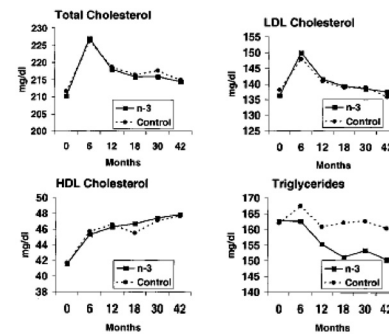 Total Cholesterol
230
225
220
215
210
205
200
mg/dl
n-3
Control
0 6 12 18 30 42
Months
LDL Cholesterol
155
150
145
140
135
130
125
mg/dl
n-3
Control
0 6 12 18 30 42
Months
HDL Cholesterol
50
48
46
44
42
40
38
mg/dl
n-3
Control
0 6 12 18 30 42
Months
Triglycerides
170
165
160
155
150
145
140
mg/dl
n-3
Control
0 6 12 18 30 42
Months